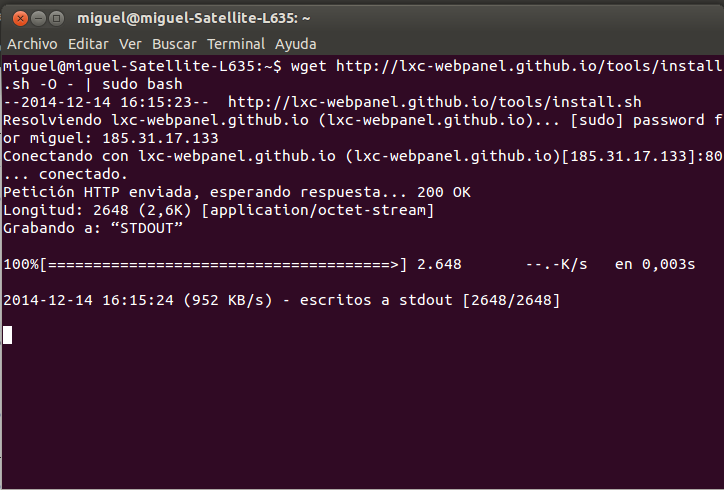 miguel@miguel-Satellite-L635: ~
Archivo Editar Ver Buscar Terminal Ayuda
miguel@miguel-Satellite-L635:~$ wget http://lxc-webpanel.github.io/tools/install
.sh -O - | sudo bash
--2014-12-14 16:15:23--  http://lxc-webpanel.github.io/tools/install.sh
Resolviendo lxc-webpanel.github.io (lxc-webpanel.github.io)... [sudo] password f
or miguel: 185.31.17.133
Conectando con lxc-webpanel.github.io (lxc-webpanel.github.io)[185.31.17.133]:80
... conectado.
Petición HTTP enviada, esperando respuesta... 200 OK
Longitud: 2648 (2,6K) [application/octet-stream]
Grabando a: “STDOUT”
100%[======================================>] 2.648       --.-K/s   en 0,003s
2014-12-14 16:15:24 (952 KB/s) - escritos a stdout [2648/2648]